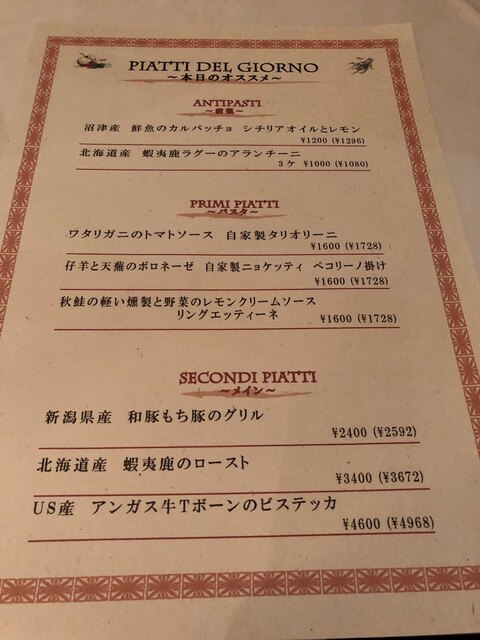 PIATTI DEL GIORNO
～本日のオススメ～
ANTIPASTI
～前菜～
沼津産 鮮魚のカルパッチョ シチリアオイルとレモン
¥1200 (¥1296)
北海道産 蝦夷鹿ラグーのアランチーニ
3ケ ¥1000 (¥1080)
PRIMI PIATTI
～パスタ～
ワタリガニのトマトソース 自家製タリオリーニ
¥1600 (¥1728)
仔羊と天蕪のボロネーゼ 自家製ニョケッティ ペコリーノ掛け
¥1600 (¥1728)
秋鮭の軽い燻製と野菜のレモンクリームソース
リングエッティーネ ¥1600 (¥1728)
SECONDI PIATTI
～メイン～
新潟県産 和豚もち豚のグリル
¥2400 (¥2592)
北海道産 蝦夷鹿のロースト
¥3400 (¥3672)
US産 アンガス牛Tボーンのビステッカ
¥4600 (¥4968)